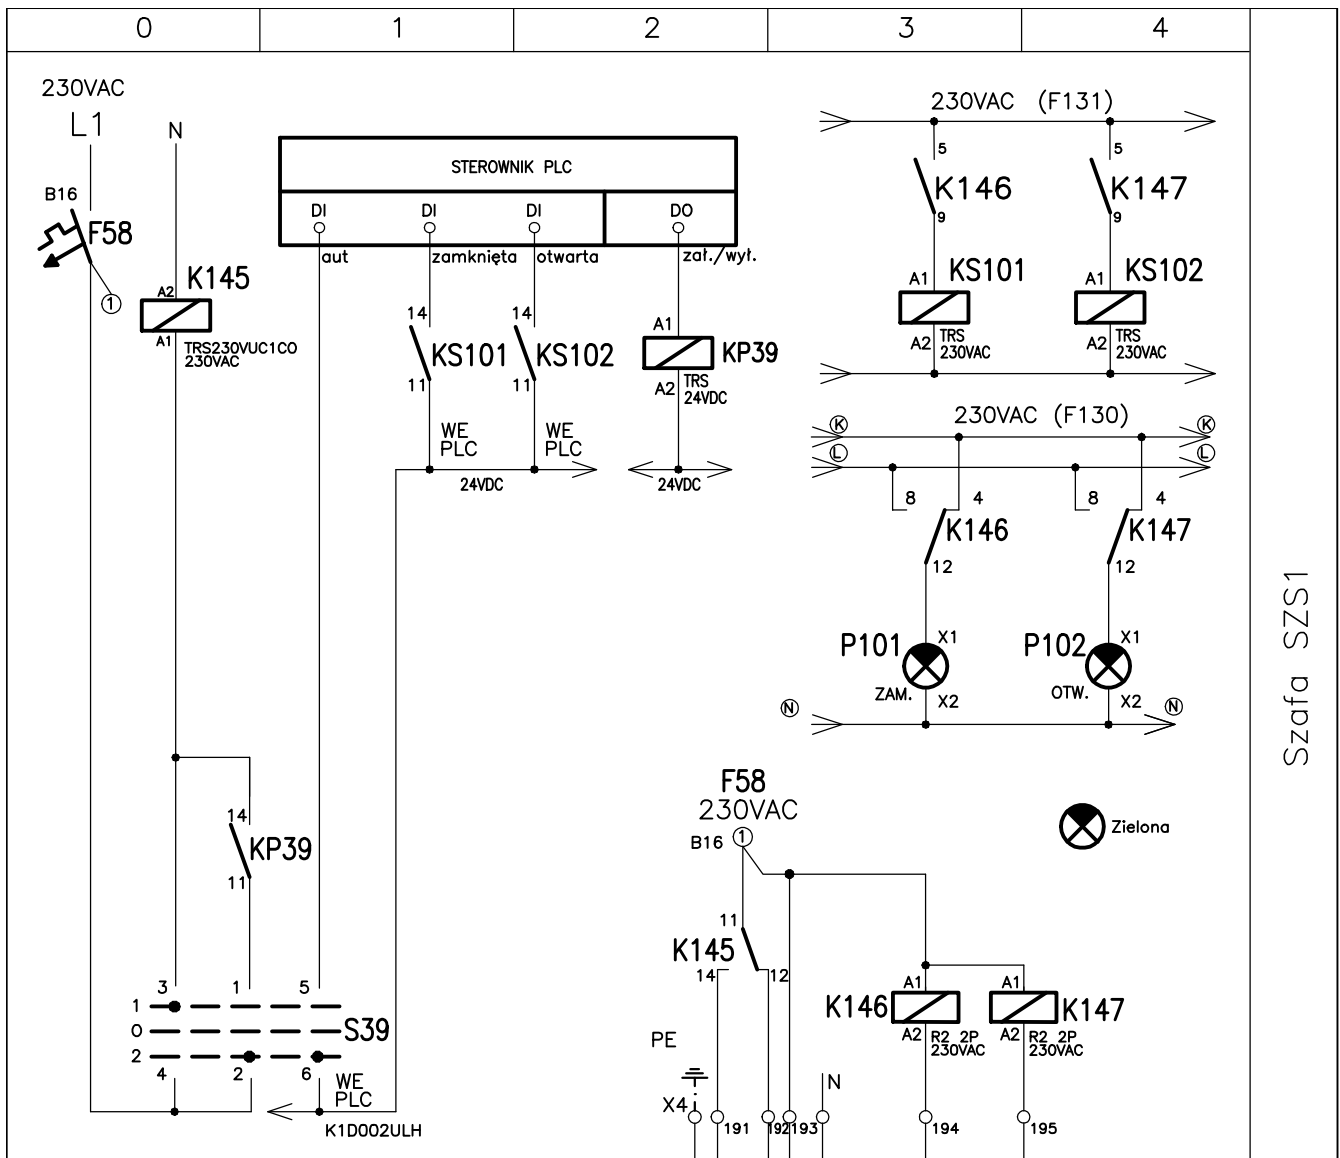 0 1 2 3 4
230VAC
L1
N
B16
F58
1
K145
A2
A1
TRS230VUC1CO
230VAC
STEROWNIK PLC
DI DI DI DO
aut zamknięta otwarta zał./wył.
14 14
KS101 KS102
11 11
WE
PLC
WE
PLC
24VDC
A1
KP39
A2 TRS
24VDC
24VDC
230VAC (F131)
5 5
K146 K147
9 9
A1 KS101 A1 KS102
A2 TRS
230VAC
A2 TRS
230VAC
230VAC (F130)
K K
L L
8 4 8 4
K146 K147
12 12
P101 X1 P102 X1
ZAM. X2 OTW. X2
N N
Zielona
14
KP39
11
3 1 5
1
0 S39
2
4 2 6
WE
PLC
K1D002ULH
F58
230VAC
B16 1
11
K145
14 12
A1 A1
K146 K147
A2 R2 2P
230VAC
A2 R2 2P
230VAC
PE
N
X4 191 192 193 194 195
Szafa SZS1